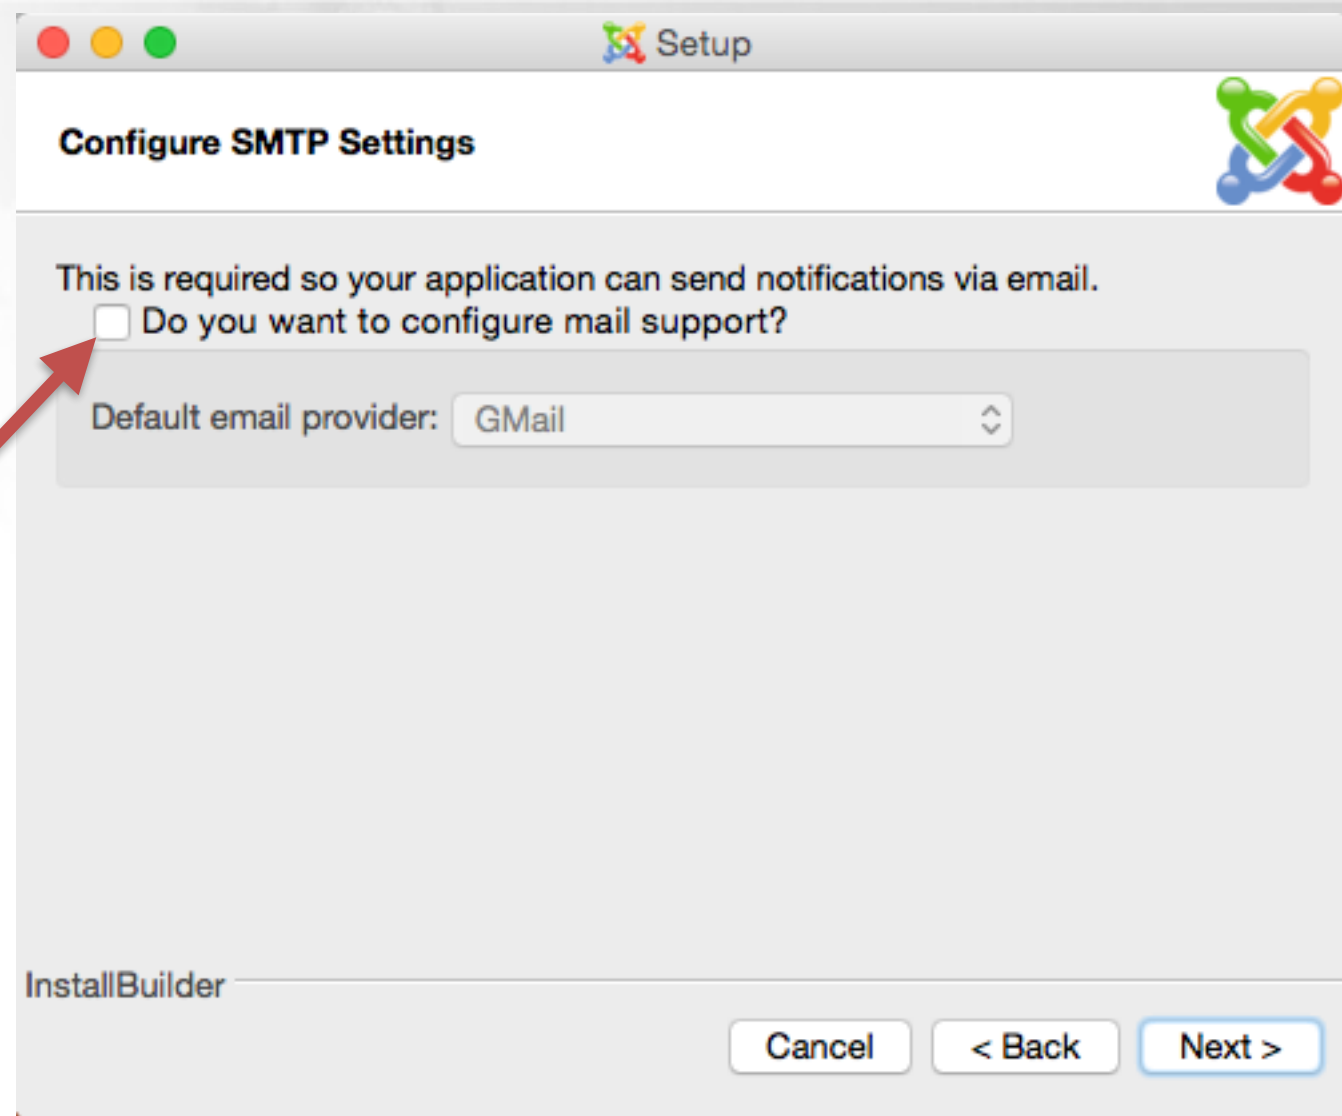 Setup
Configure SMTP Settings
This is required so your application can send notifications via email.
Do you want to configure mail support?
Default email provider: GMail
InstallBuilder
Cancel < Back Next >